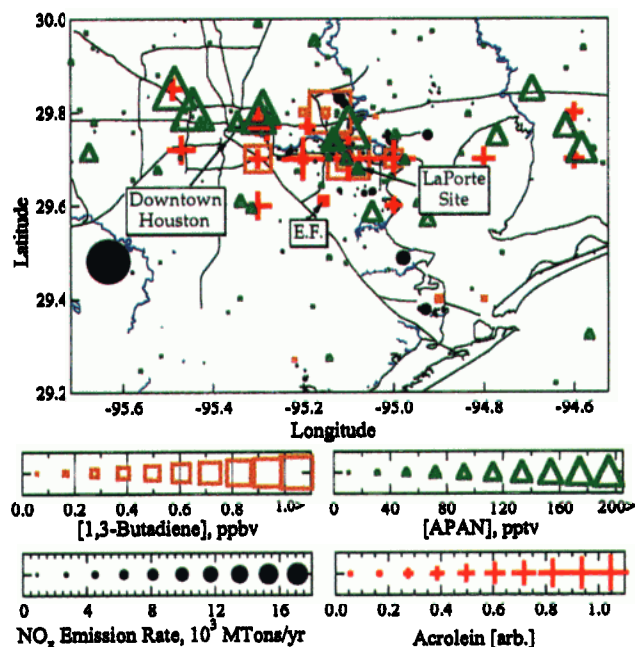 30.0
29.8
29.6
29.4
29.2
Latitude
Downtown
Houston
E.F.
LaPorte
Site
-95.6 -95.4 -95.2 -95.0 -94.8 -94.6
Longitude
0.0 0.2 0.4 0.6 0.8 1.0>
[1,3-Butadiene], ppbv
0 40 80 120 160 200>
[APAN], pptv
0 4 8 12 16
NOx Emission Rate, 10³ MTons/yr
0.0 0.2 0.4 0.6 0.8 1.0
Acrolein [arb.]